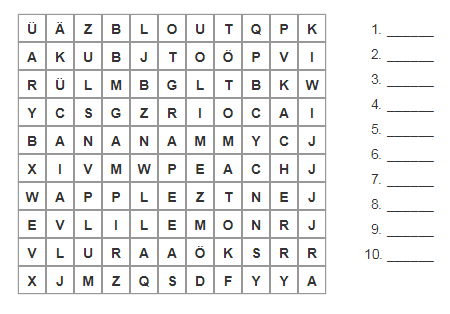 Ü Ä Z B L O U T Q P K
A K U B J T O Ö P V I
R Ü L M B G L T B K W
Y C S G Z R I O C A I
B A N A N A M M Y C J
X I V M W P E A C H J
W A P P L E Z T N E J
E V L I L E M O N R J
V L U R A A Ö K S R R
X J M Z Q S D F Y Y A
1. ______
2. ______
3. ______
4. ______
5. ______
6. ______
7. ______
8. ______
9. ______
10. ______